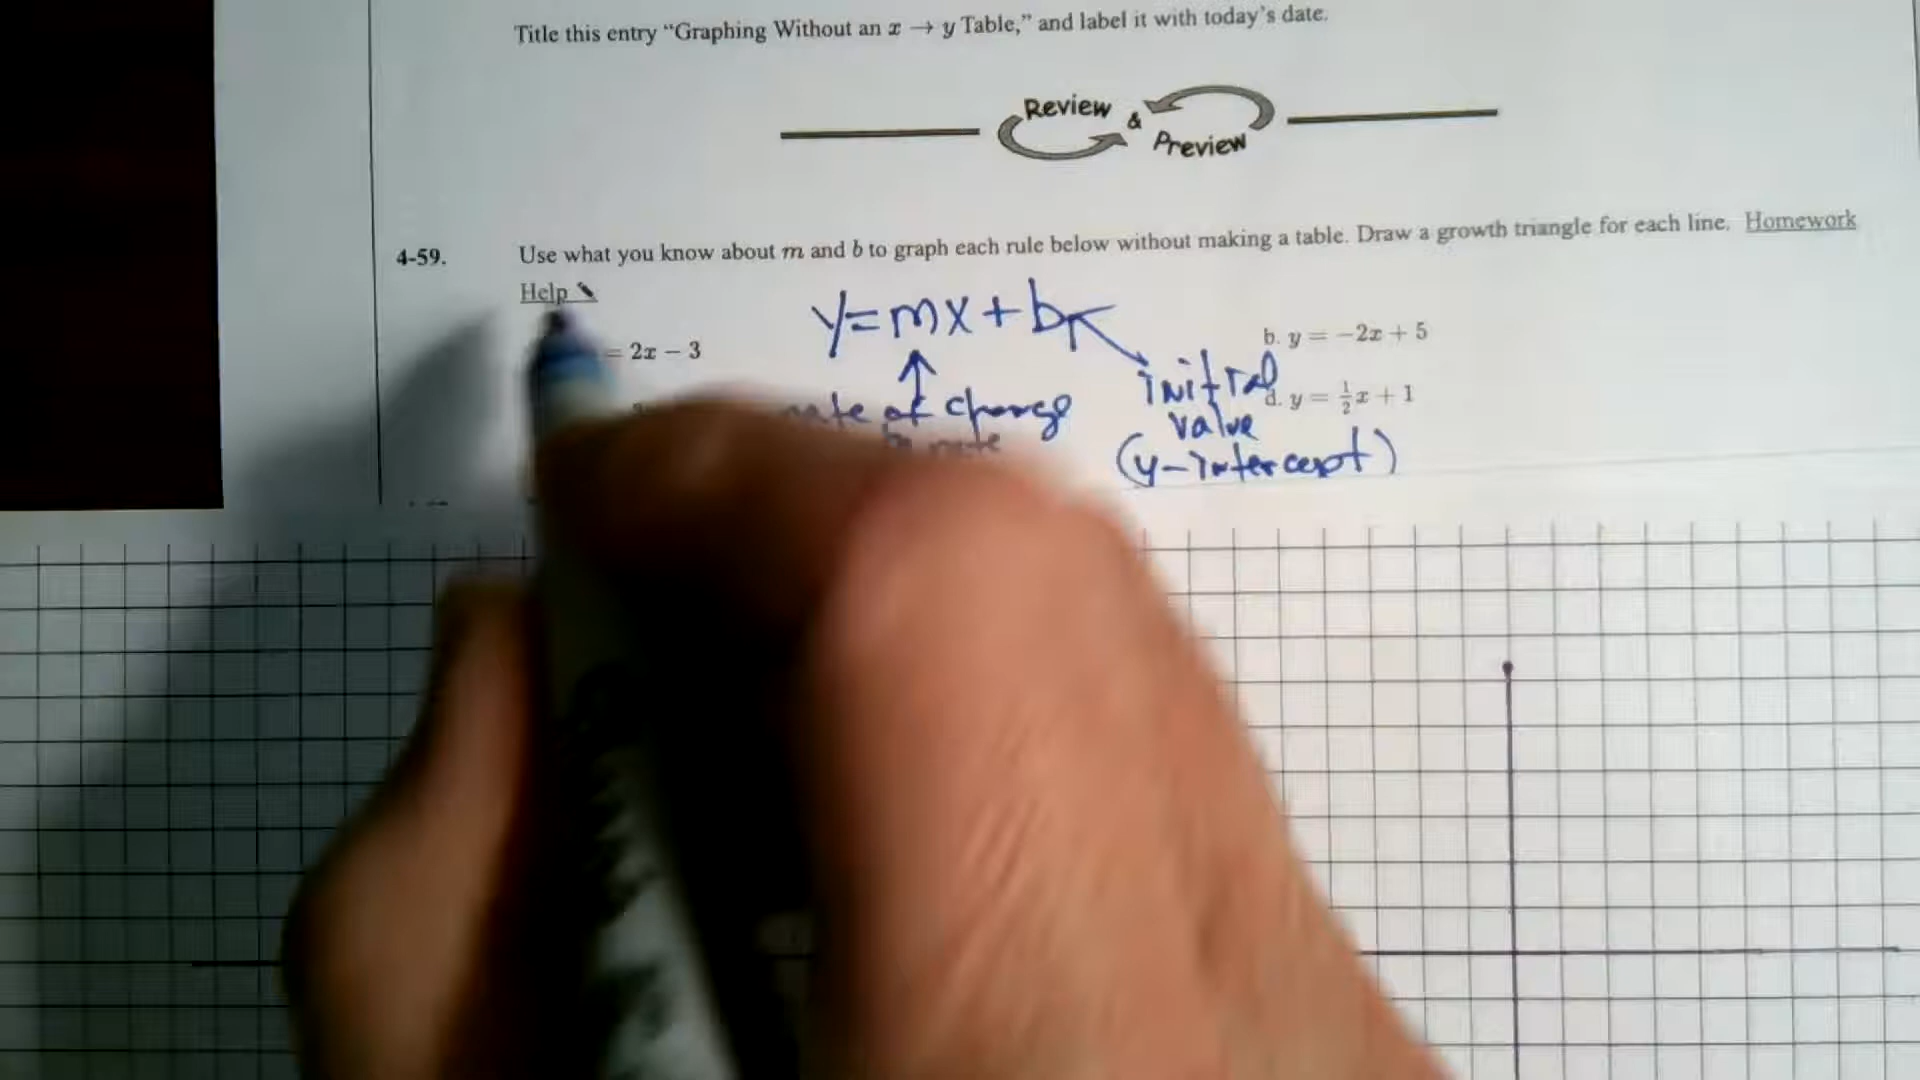 Title this entry “Graphing Without an x → y Table,” and label it with today’s date.
Review
&
Preview
4-59.
Use what you know about m and b to graph each rule below without making a table. Draw a growth triangle for each line. Homework
Help
y=mx+b
= 2x − 3
b. y = −2x + 5
rate of change
initial
d. y = ½x + 1
value
rate
(y-intercept)